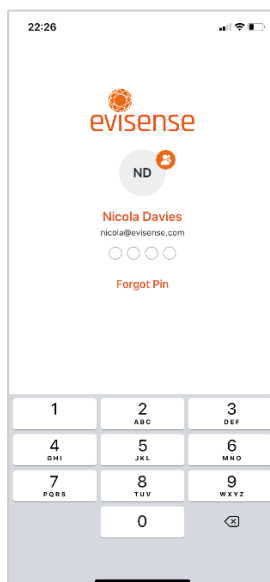 22:26
evisense
ND
Nicola Davies
nicola@evisense.com
Forgot Pin
1 2 3
ABC DEF
4 5 6
GHI JKL MNO
7 8 9
PQRS TUV WXYZ
0